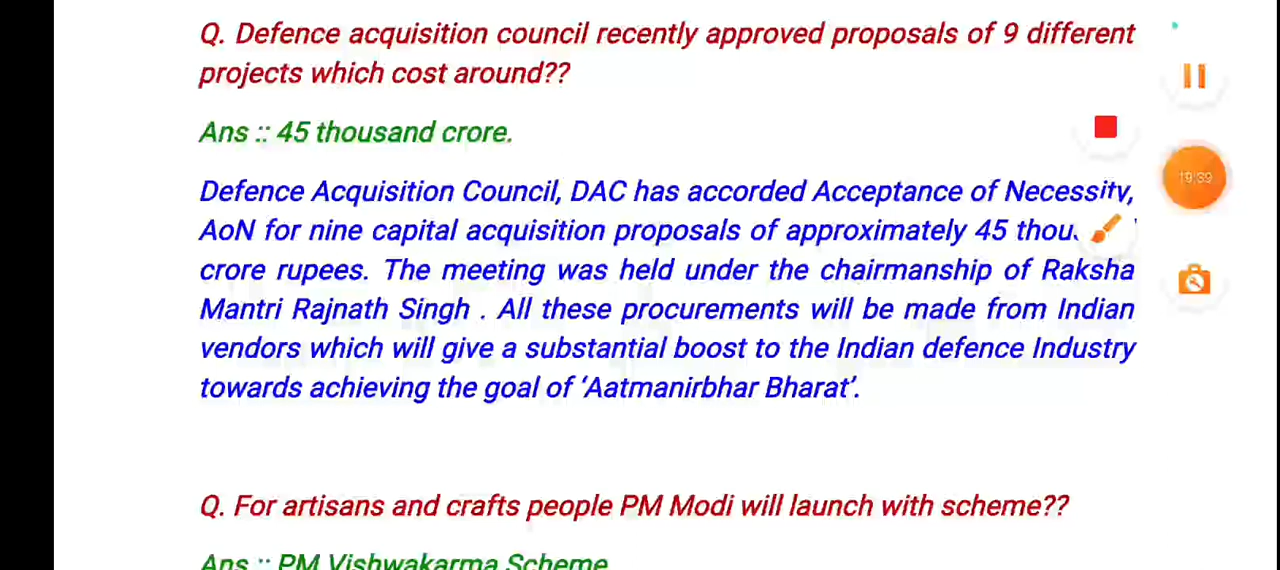 Q. Defence acquisition council recently approved proposals of 9 different
projects which cost around??
Ans :: 45 thousand crore.
Defence Acquisition Council, DAC has accorded Acceptance of Necessity,
AoN for nine capital acquisition proposals of approximately 45 thou
crore rupees. The meeting was held under the chairmanship of Raksha
Mantri Rajnath Singh . All these procurements will be made from Indian
vendors which will give a substantial boost to the Indian defence Industry
towards achieving the goal of ‘Aatmanirbhar Bharat’.
Q. For artisans and crafts people PM Modi will launch with scheme??
Ans :: PM Vishwakarma Scheme
19:39